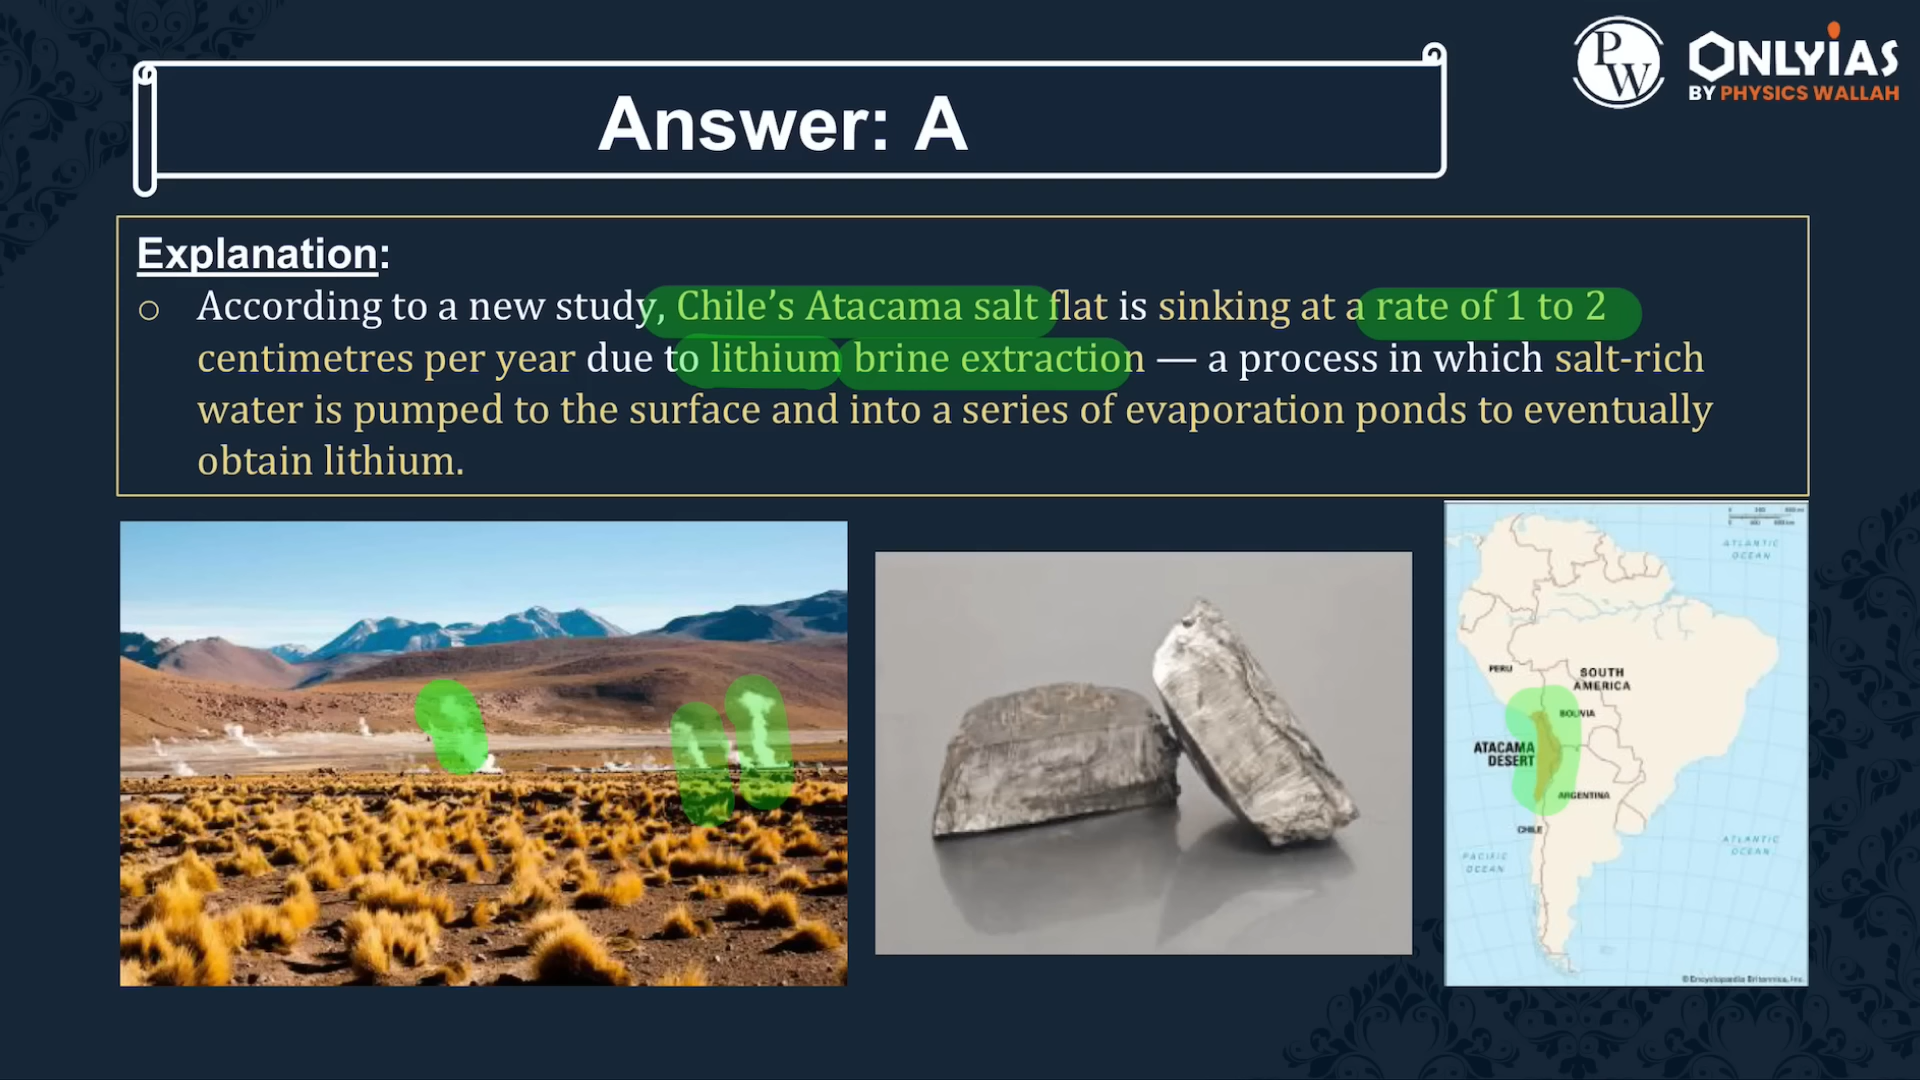 PW
ONLYIAS
BY PHYSICS WALLAH
Answer: A
Explanation:
○ According to a new study, Chile’s Atacama salt flat is sinking at a rate of 1 to 2
centimetres per year due to lithium brine extraction — a process in which salt-rich
water is pumped to the surface and into a series of evaporation ponds to eventually
obtain lithium.
ATLANTIC
OCEAN
PERU
SOUTH
AMERICA
BOLIVIA
ATACAMA
DESERT
ARGENTINA
CHILE
PACIFIC
OCEAN
ATLANTIC
OCEAN
© Encyclopædia Britannica, Inc.